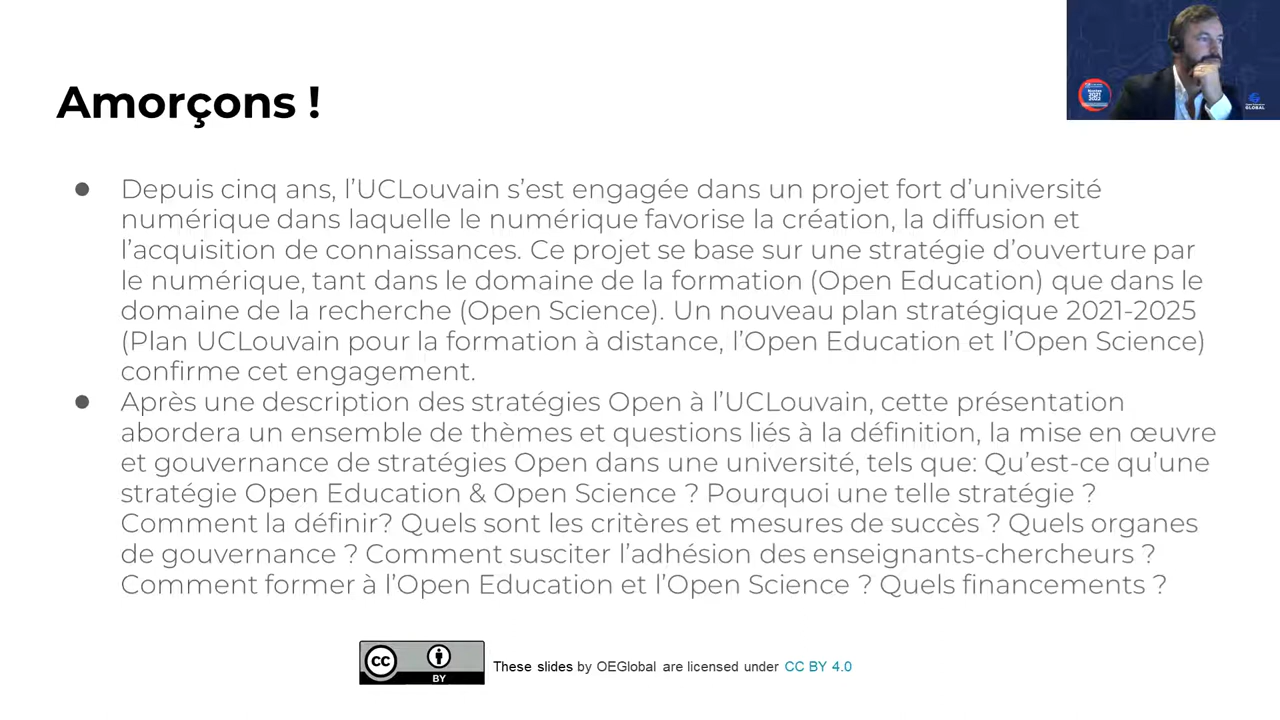 Amorçons !
● Depuis cinq ans, l’UCLouvain s’est engagée dans un projet fort d’université
numérique dans laquelle le numérique favorise la création, la diffusion et
l’acquisition de connaissances. Ce projet se base sur une stratégie d’ouverture par
le numérique, tant dans le domaine de la formation (Open Education) que dans le
domaine de la recherche (Open Science). Un nouveau plan stratégique 2021-2025
(Plan UCLouvain pour la formation à distance, l’Open Education et l’Open Science)
confirme cet engagement.
● Après une description des stratégies Open à l’UCLouvain, cette présentation
abordera un ensemble de thèmes et questions liés à la définition, la mise en œuvre
et gouvernance de stratégies Open dans une université, tels que: Qu’est-ce qu’une
stratégie Open Education & Open Science ? Pourquoi une telle stratégie ?
Comment la définir? Quels sont les critères et mesures de succès ? Quels organes
de gouvernance ? Comment susciter l’adhésion des enseignants-chercheurs ?
Comment former à l’Open Education et l’Open Science ? Quels financements ?
cc BY
These slides by OEGlobal are licensed under CC BY 4.0
GLOBAL